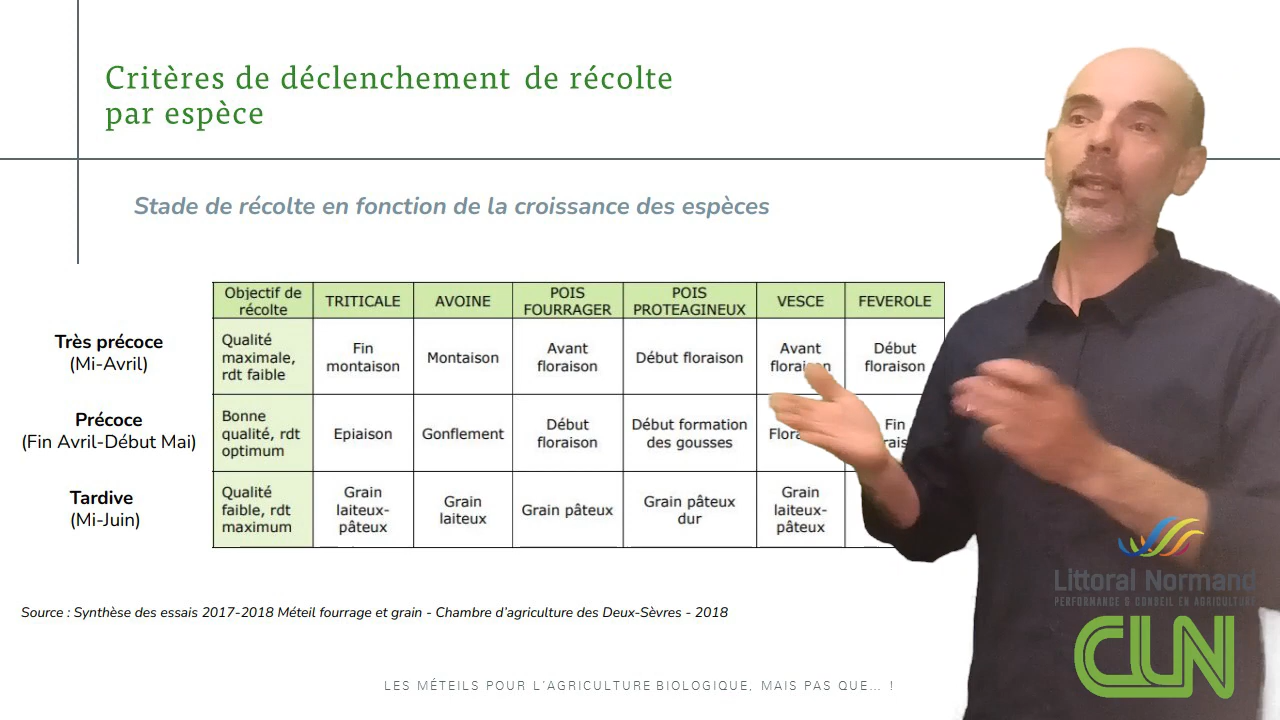 Critères de déclenchement de récolte
par espèce
Stade de récolte en fonction de la croissance des espèces
Objectif de
récolte
TRITICALE
AVOINE
POIS
FOURRAGER
POIS
PROTEAGINEUX
VESCE
FEVEROLE
Très précoce
(Mi-Avril)
Qualité
maximale,
rdt faible
Fin
montaison
Montaison
Avant
floraison
Début floraison
Avant
Début
floraison
Précoce
(Fin Avril-Début Mai)
Bonne
qualité, rdt
optimum
Epiaison
Gonflement
Début
floraison
Début formation
des gousses
Fin
Tardive
(Mi-Juin)
Qualité
faible, rdt
maximum
Grain
laiteux-
pâteux
Grain
laiteux
Grain pâteux
Grain pâteux
dur
Grain
laiteux-
pâteux
Source : Synthèse des essais 2017-2018 Méteil fourrage et grain - Chambre d'agriculture des Deux-Sèvres - 2018
LES MÉTEILS POUR L'AGRICULTURE BIOLOGIQUE, MAIS PAS QUE... !
Littoral Normand
PERFORMANCE & CONSEIL EN AGRICULTURE
CLN